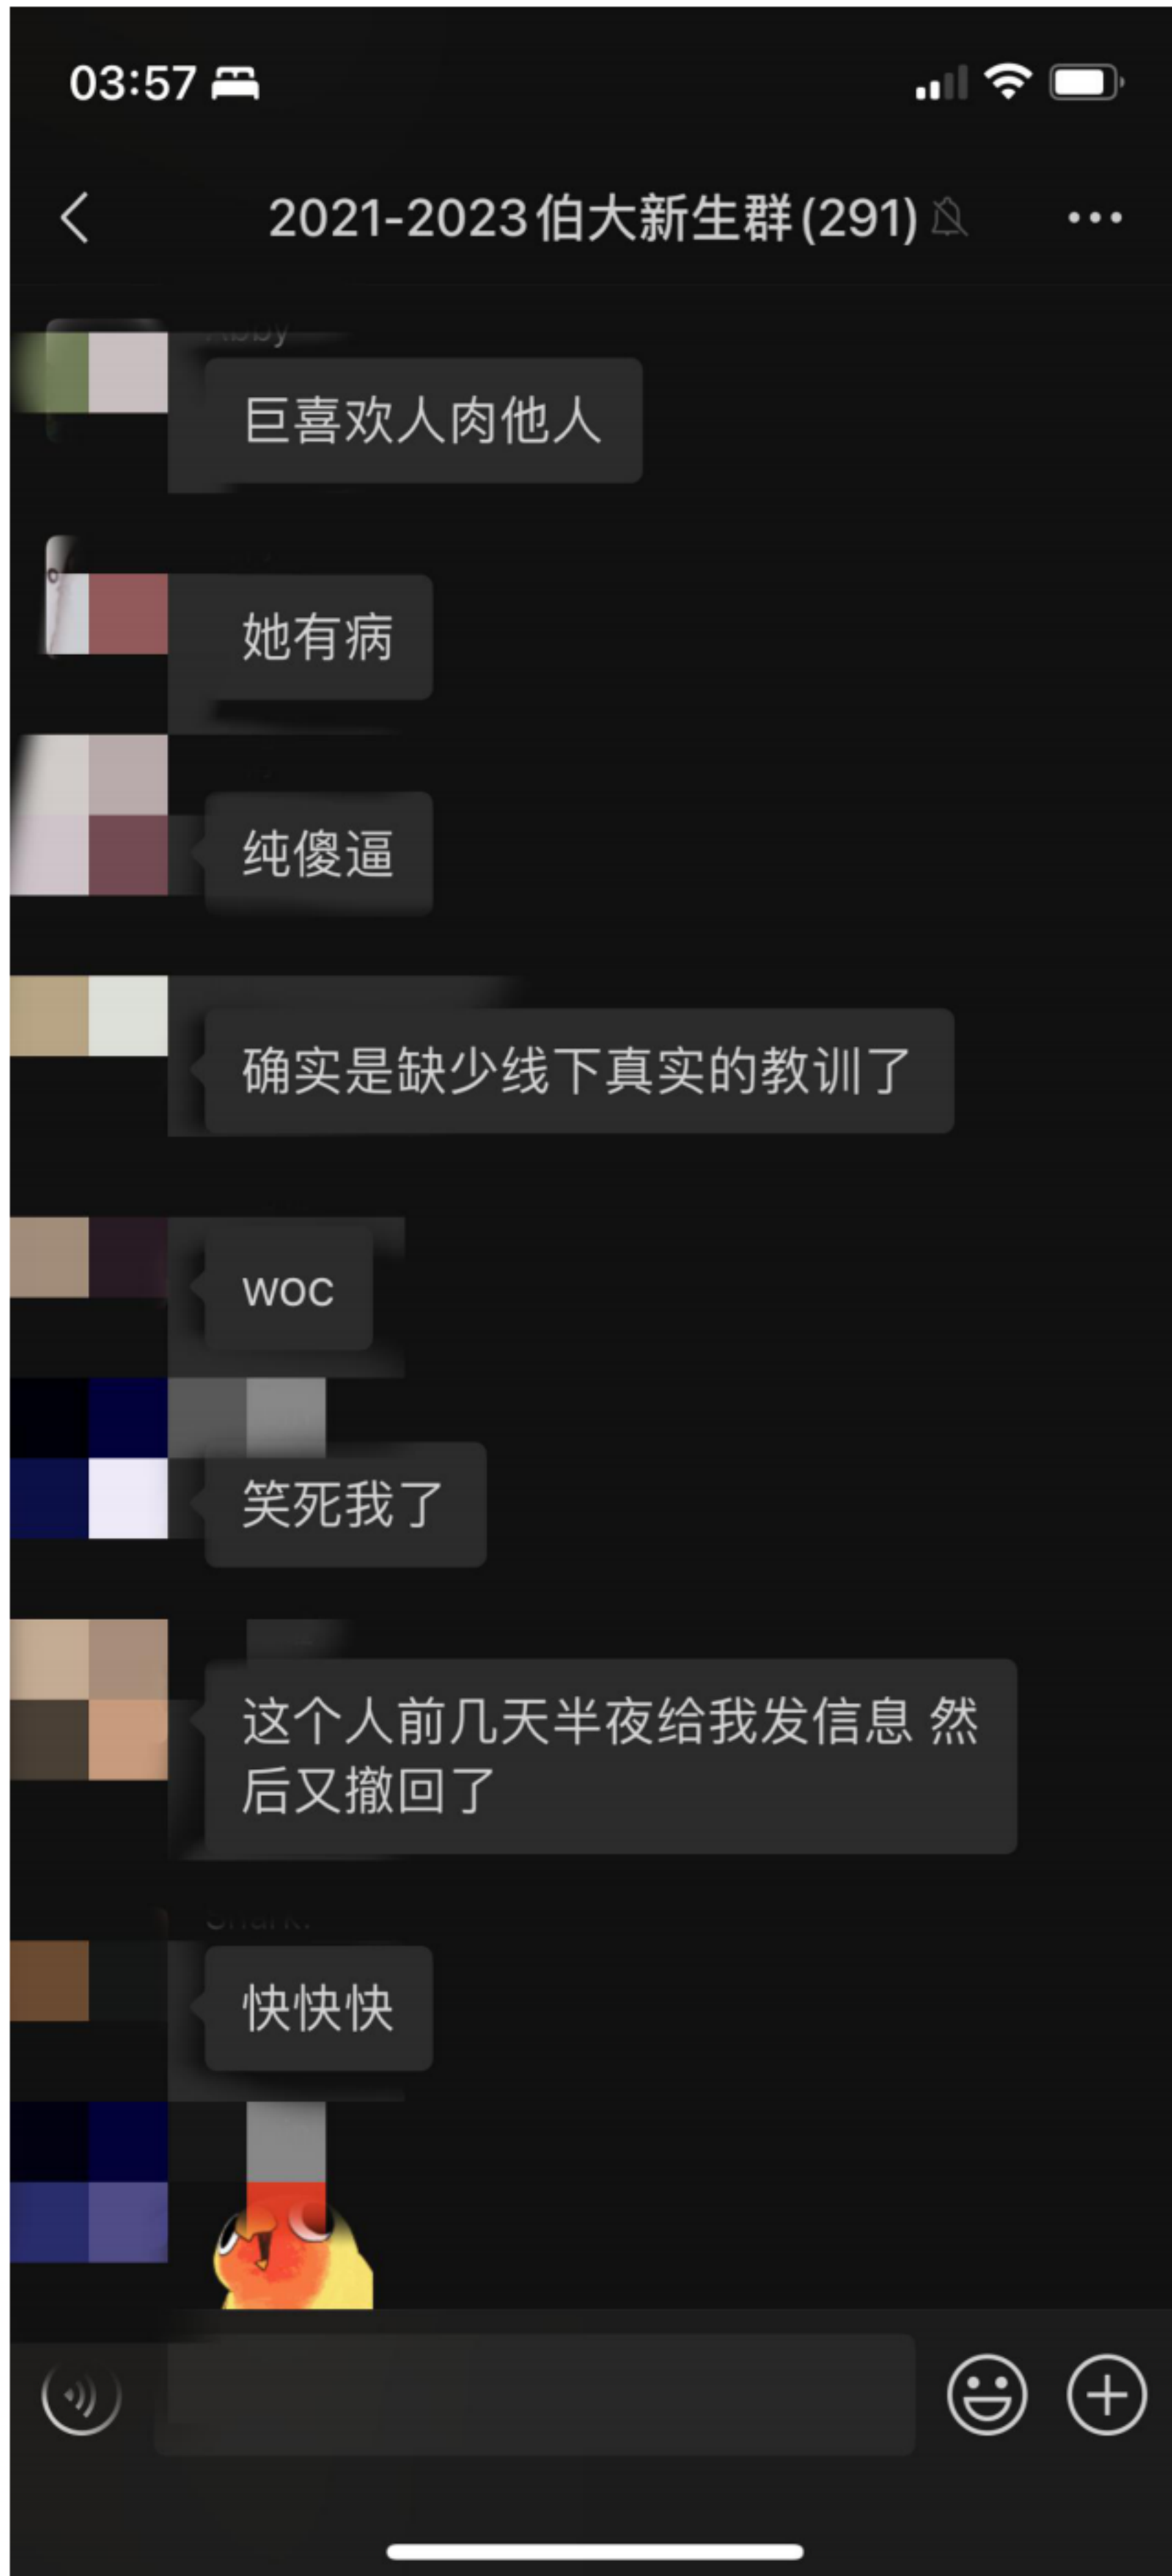 03:57
2021-2023伯大新生群(291)
巨喜欢人肉他人
她有病
纯傻逼
确实是缺少线下真实的教训了
woc
笑死我了
这个人前几天半夜给我发信息 然
后又撤回了
快快快